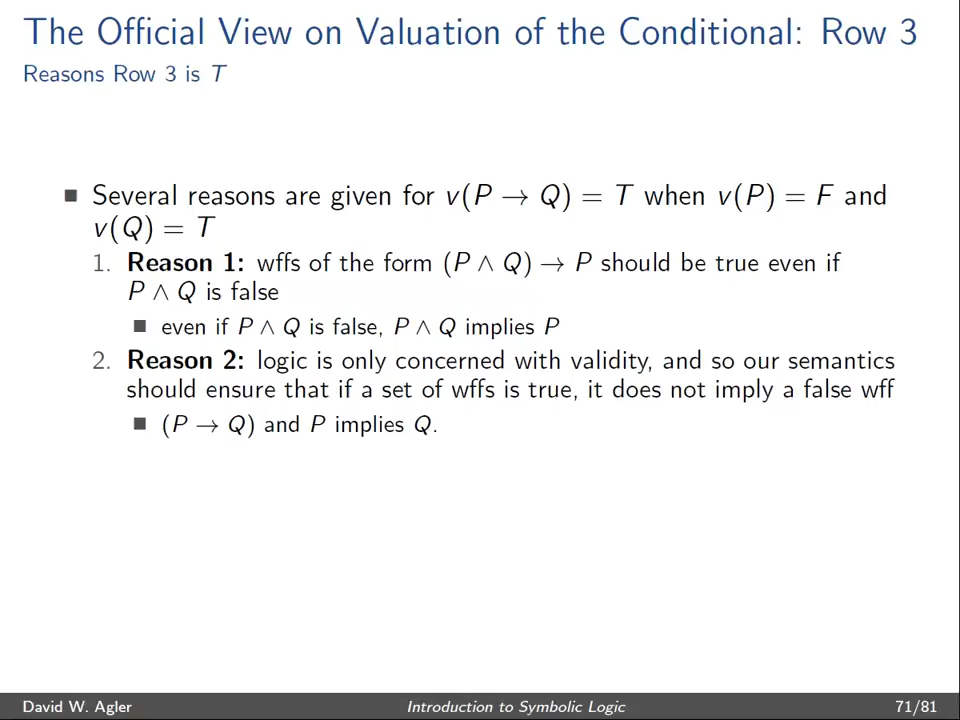 The Official View on Valuation of the Conditional: Row 3
Reasons Row 3 is T
Several reasons are given for v(P → Q) = T when v(P) = F and
v(Q) = T
1. Reason 1: wffs of the form (P ∧ Q) → P should be true even if
P ∧ Q is false
even if P ∧ Q is false, P ∧ Q implies P
2. Reason 2: logic is only concerned with validity, and so our semantics
should ensure that if a set of wffs is true, it does not imply a false wff
(P → Q) and P implies Q.
David W. Agler Introduction to Symbolic Logic 71/81